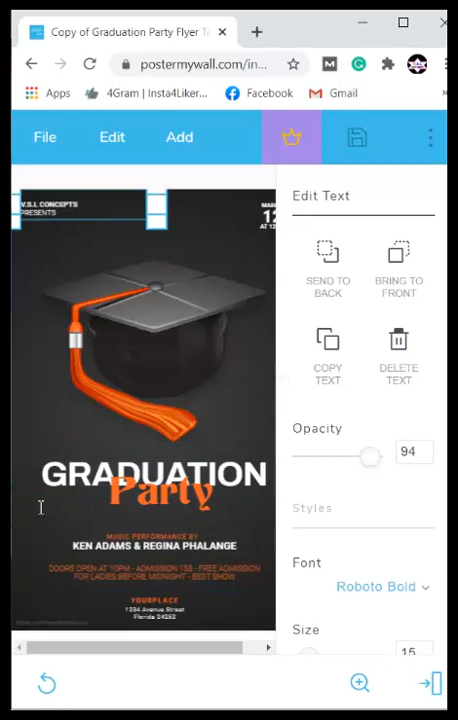 Copy of Graduation Party Flyer Te
postermywall.com/in...
Apps
4Gram | Insta4Liker...
Facebook
Gmail
»
File
Edit
Add
V.S.L CONCEPTS
PRESENTS
12
AT 12
Edit Text
SEND TO
BACK
BRING TO
FRONT
COPY
TEXT
DELETE
TEXT
Opacity
94
Styles
Font
Roboto Bold
Size
15
GRADUATION
Party
MUSIC PERFORMANCE BY
KEN ADAMS & REGINA PHALANGE
DOORS OPEN AT 10PM - ADMISSION 15$ - FREE ADMISSION
FOR LADIES BEFORE MIDNIGHT - BEST SHOW
YOURPLACE
1234 Avenue Street
Florida 24252